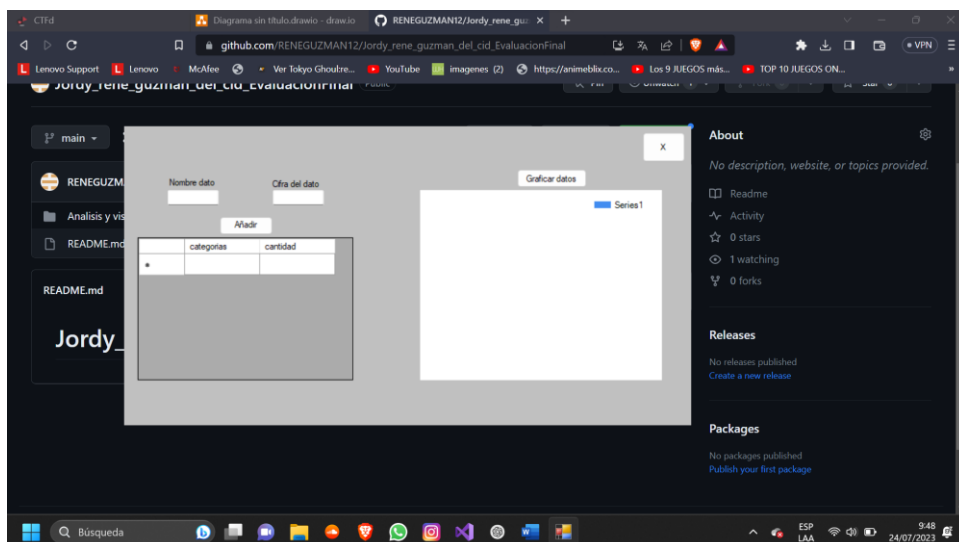 CTFd
Diagrama sin título.drawio - draw.io
RENEGUZMAN12/Jordy_rene_guz
github.com/RENEGUZMAN12/Jordy_rene_guzman_del_cid_EvaluacionFinal
VPN
Lenovo Support
Lenovo
McAfee
Ver Tokyo Ghoulre...
YouTube
imagenes (2)
https://animeblix.co...
Los 9 JUEGOS más...
TOP 10 JUEGOS ON...
Jordy_rene_guzman_del_cid_EvaluacionFinal
Public
main
X
About
No description, website, or topics provided.
RENEGUZM
Nombre dato
Cifra del dato
Graficar datos
Readme
Analisis y vis
Series1
Activity
Añadir
0 stars
README.md
categorias
cantidad
1 watching
0 forks
README.md
Jordy_
Releases
No releases published
Create a new release
Packages
No packages published
Publish your first package
Búsqueda
ESP
LAA
9:48
24/07/2023